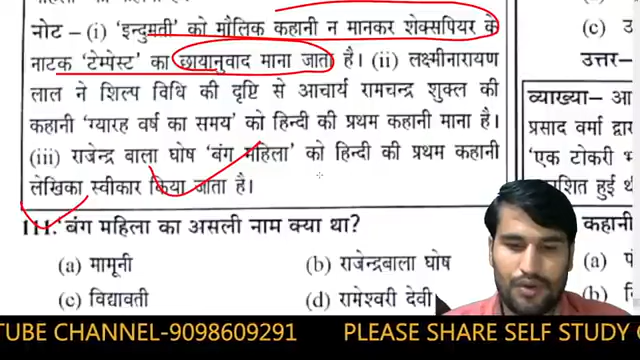 नोट – (i) 'इन्दुमती' को मौलिक कहानी न मानकर शेक्सपियर के
नाटक 'टेम्पेस्ट' का छायानुवाद माना जाता है। (ii) लक्ष्मीनारायण
लाल ने शिल्प विधि की दृष्टि से आचार्य रामचन्द्र शुक्ल की
कहानी 'ग्यारह वर्ष का समय' को हिन्दी की प्रथम कहानी माना है।
(iii) राजेन्द्र बाला घोष 'बंग महिला' को हिन्दी की प्रथम कहानी
लेखिका स्वीकार किया जाता है।
111. बंग महिला का असली नाम क्या था?
(a) मामूनी (b) राजेन्द्रबाला घोष
(c) विद्यावती (d) रामेश्वरी देवी
(c)
उत्तर
व्याख्या–
प्रसाद वर्मा द्वा
'एक टोकरी
हुई थ
कहानी
(a)
(b)
TUBE CHANNEL-9098609291 PLEASE SHARE SELF STUDY